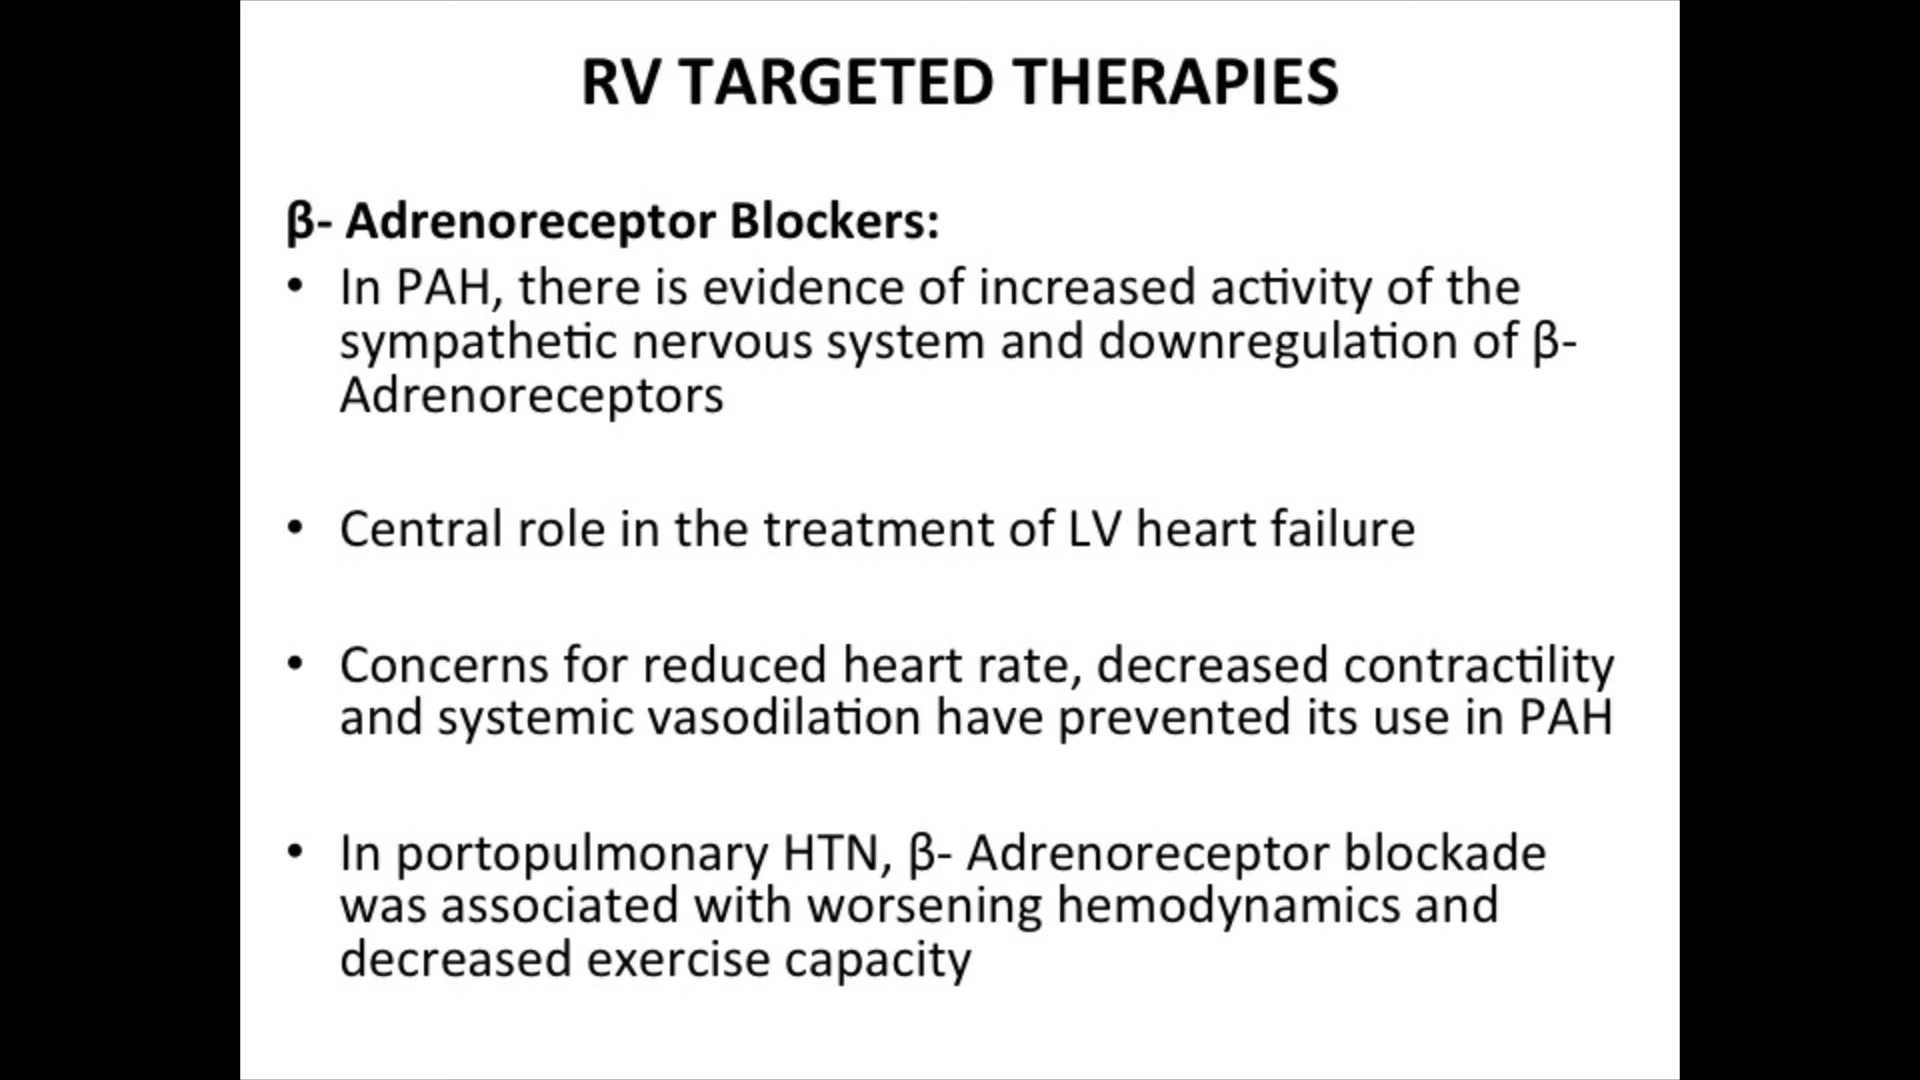 RV TARGETED THERAPIES
β- Adrenoreceptor Blockers:
• In PAH, there is evidence of increased activity of the
sympathetic nervous system and downregulation of β-
Adrenoreceptors
• Central role in the treatment of LV heart failure
• Concerns for reduced heart rate, decreased contractility
and systemic vasodilation have prevented its use in PAH
• In portopulmonary HTN, β- Adrenoreceptor blockade
was associated with worsening hemodynamics and
decreased exercise capacity